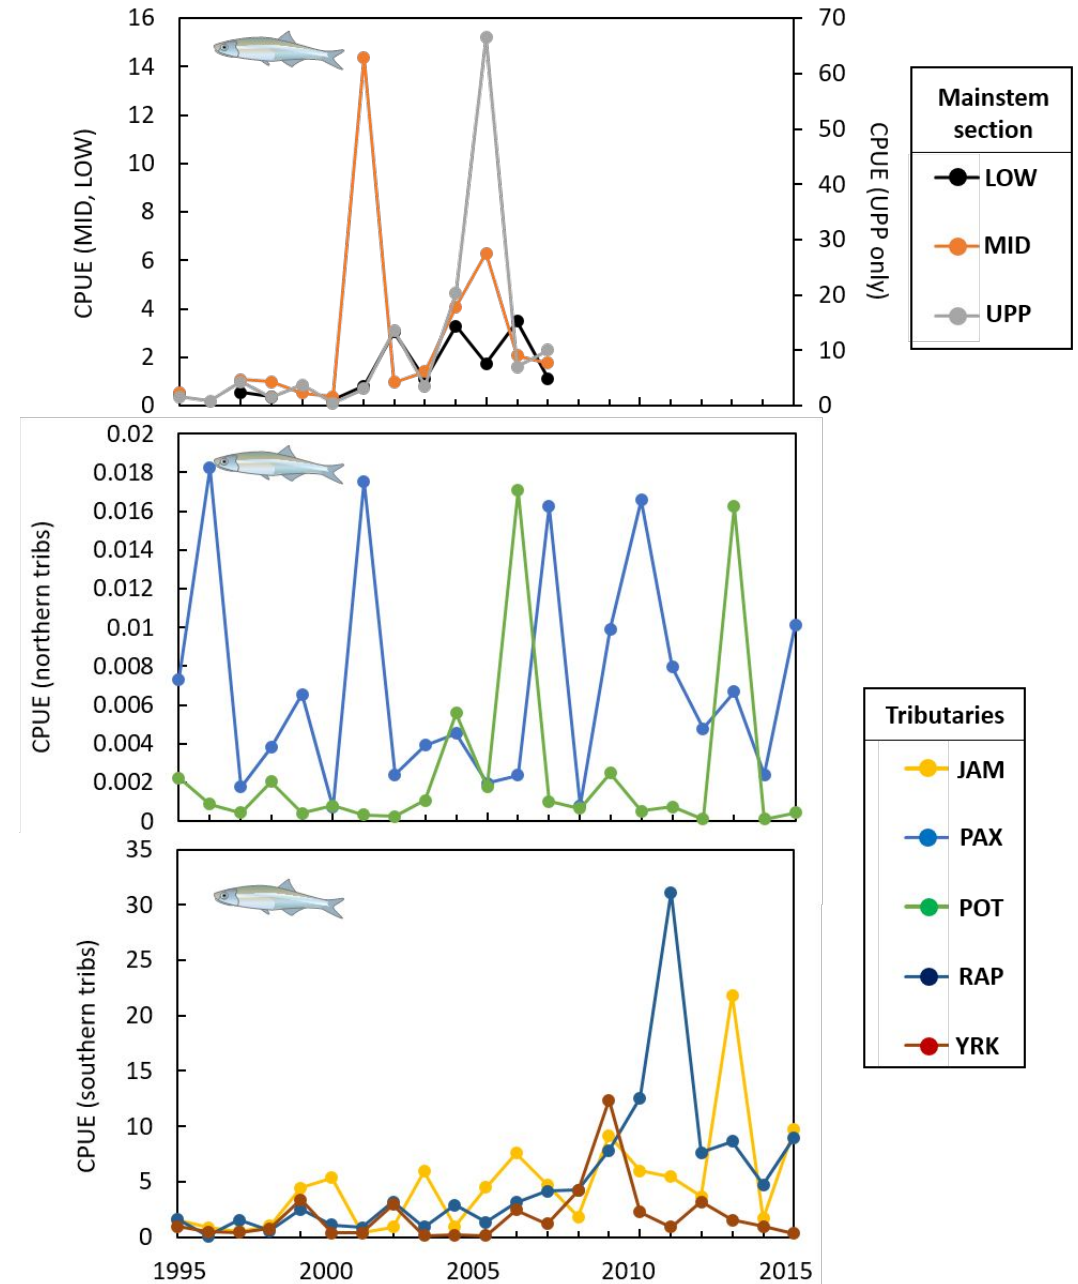 16
14
12
10
8
6
4
2
0
CPUE (MID, LOW)
70
60
50
40
30
20
10
0
CPUE (UPP only)
Mainstem
section
LOW
MID
UPP
0.02
0.018
0.016
0.014
0.012
0.01
0.008
0.006
0.004
0.002
0
CPUE (northern tribs)
Tributaries
JAM
PAX
POT
RAP
YRK
35
30
25
20
15
10
5
0
CPUE (southern tribs)
1995 2000 2005 2010 2015